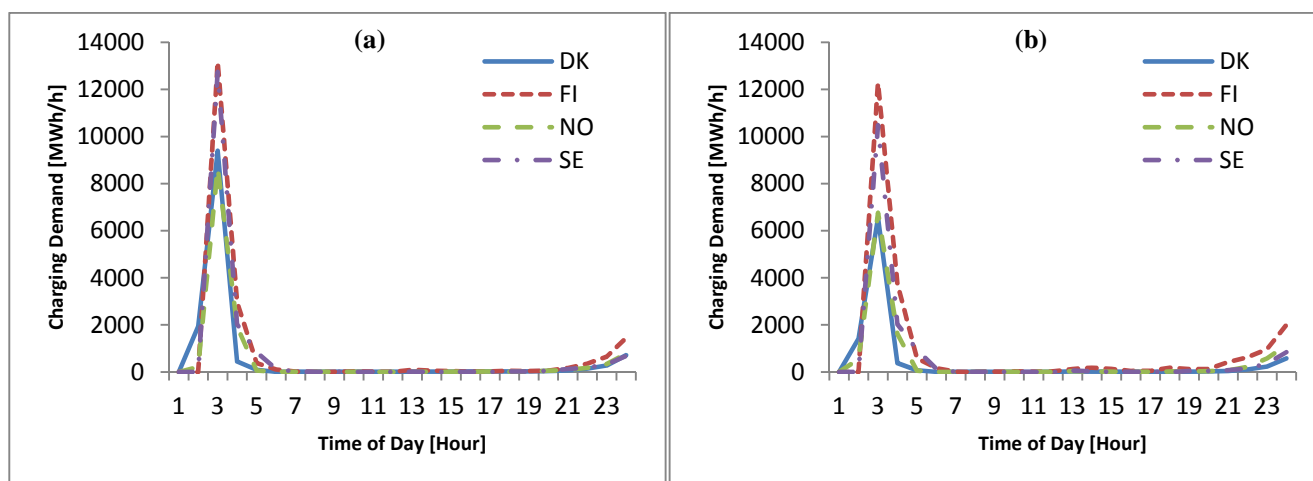 (a)
DK
FI
NO
SE
Charging Demand [MWh/h]
14000
12000
10000
8000
6000
4000
2000
0
1 3 5 7 9 11 13 15 17 19 21 23
Time of Day [Hour]
(b)
DK
FI
NO
SE
Charging Demand [MWh/h]
14000
12000
10000
8000
6000
4000
2000
0
1 3 5 7 9 11 13 15 17 19 21 23
Time of Day [Hour]